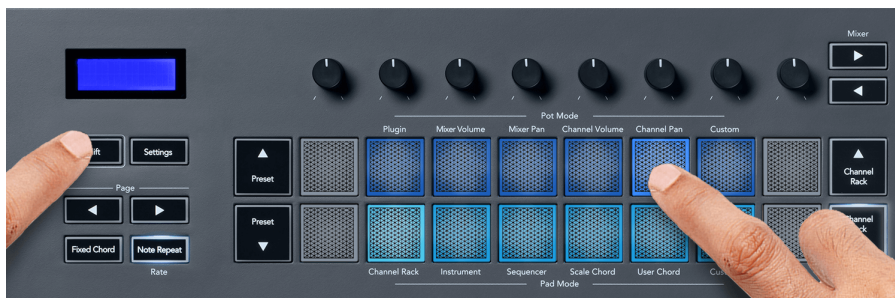 Mixer
Pot Mode
Plugin
Mixer Volume
Mixer Pan
Channel Volume
Channel Pan
Custom
Settings
Preset
Channel
Rack
Page
Preset
Fixed Chord
Note Repeat
Rate
Channel Rack
Instrument
Sequencer
Scale Chord
User Chord
Pad Mode